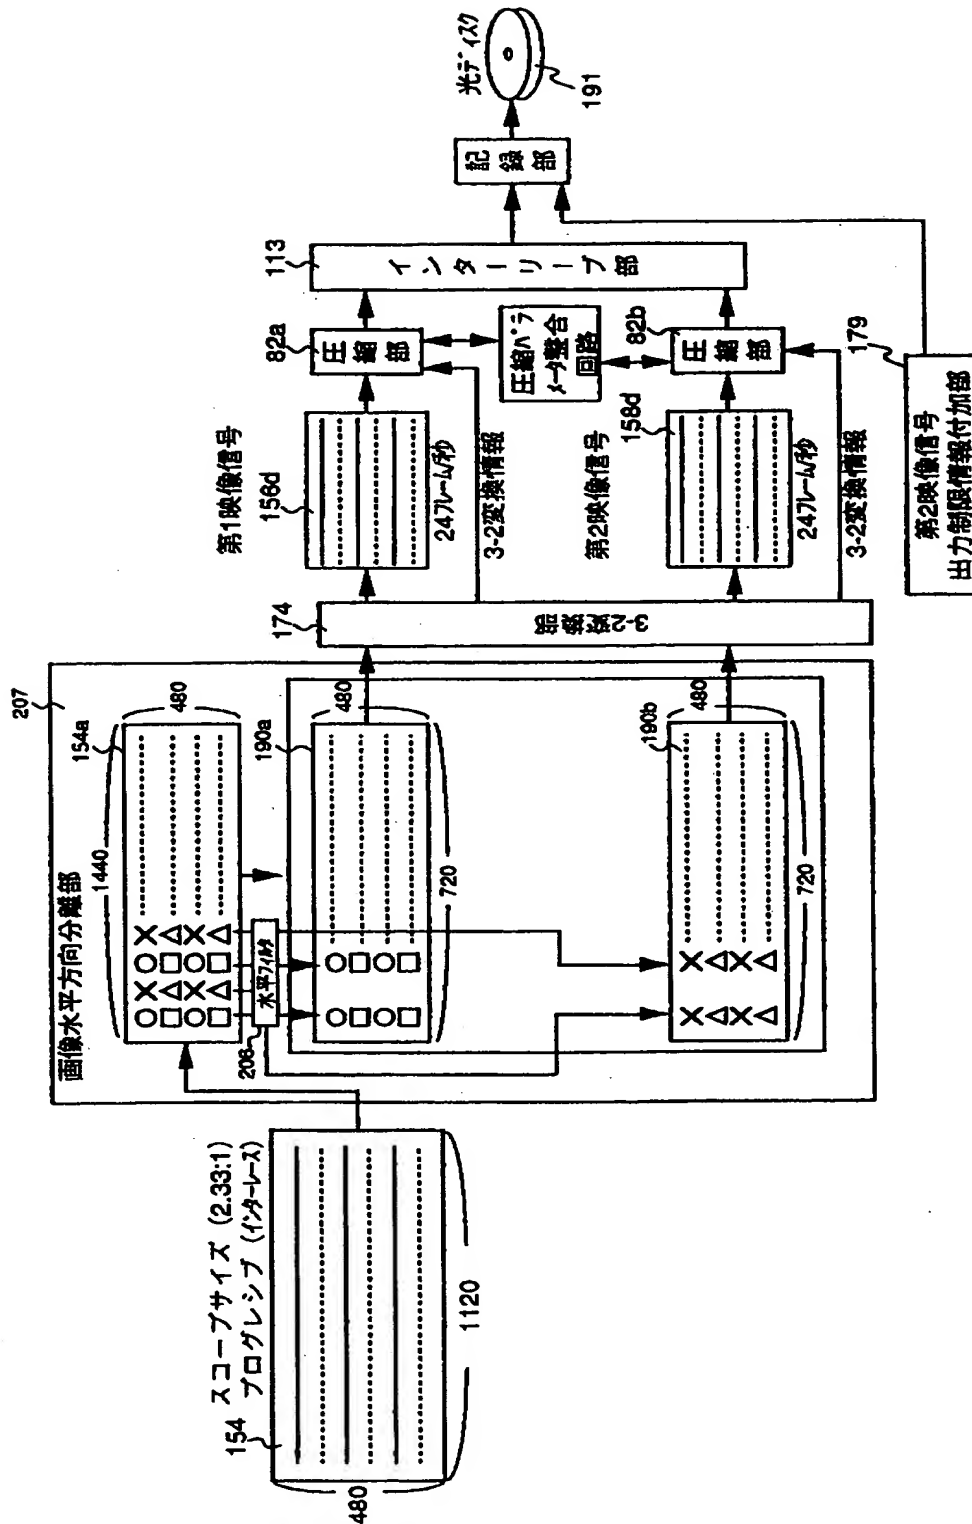 154
スコープサイズ (2.33:1)
プログレシブ (インターレース)
480
1120
207
画像水平方向分離部
154a
1440
480
○×○×
□△□△
○×○×
□△□△
206
水平フィルタ
190a
480
720
○ ○
□ □
○ ○
□ □
190b
480
720
× ×
△ △
× ×
△ △
174
3-2変換部
第1映像信号
156d
24フレーム/秒
3-2変換情報
第2映像信号
158d
24フレーム/秒
3-2変換情報
82a
圧縮部
圧縮パラ
メータ整合
回路
82b
圧縮部
113
インターリーブ部
179
第2映像信号
出力制限情報付加部
記録部
光ディスク
191